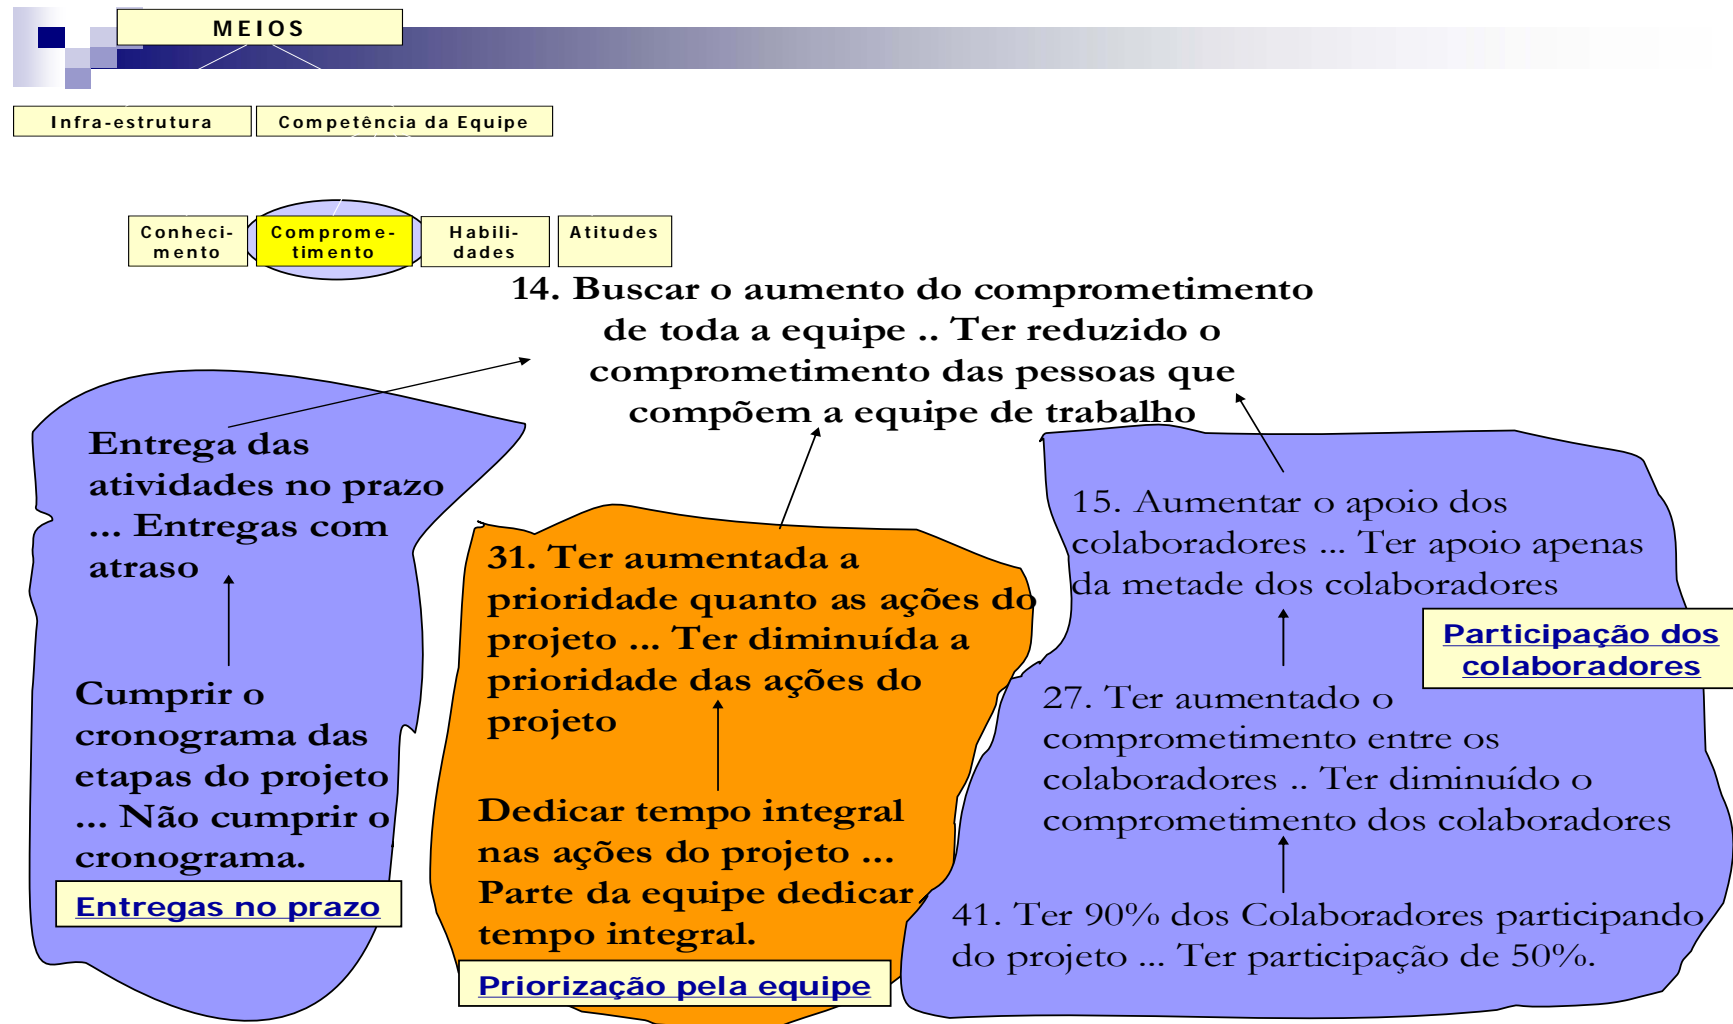 MEIOS
Infra-estrutura
Competência da Equipe
Conheci-
mento
Comprome-
timento
Habili-
dades
Atitudes
14. Buscar o aumento do comprometimento
de toda a equipe .. Ter reduzido o
comprometimento das pessoas que
compõem a equipe de trabalho
Entrega das
atividades no prazo
... Entregas com
atraso
Cumprir o
cronograma das
etapas do projeto
... Não cumprir o
cronograma.
Entregas no prazo
31. Ter aumentada a
prioridade quanto as ações do
projeto ... Ter diminuída a
prioridade das ações do
projeto
Dedicar tempo integral
nas ações do projeto ...
Parte da equipe dedicar
tempo integral.
Priorização pela equipe
15. Aumentar o apoio dos
colaboradores ... Ter apoio apenas
da metade dos colaboradores
Participação dos
colaboradores
27. Ter aumentado o
comprometimento entre os
colaboradores .. Ter diminuído o
comprometimento dos colaboradores
41. Ter 90% dos Colaboradores participando
do projeto ... Ter participação de 50%.